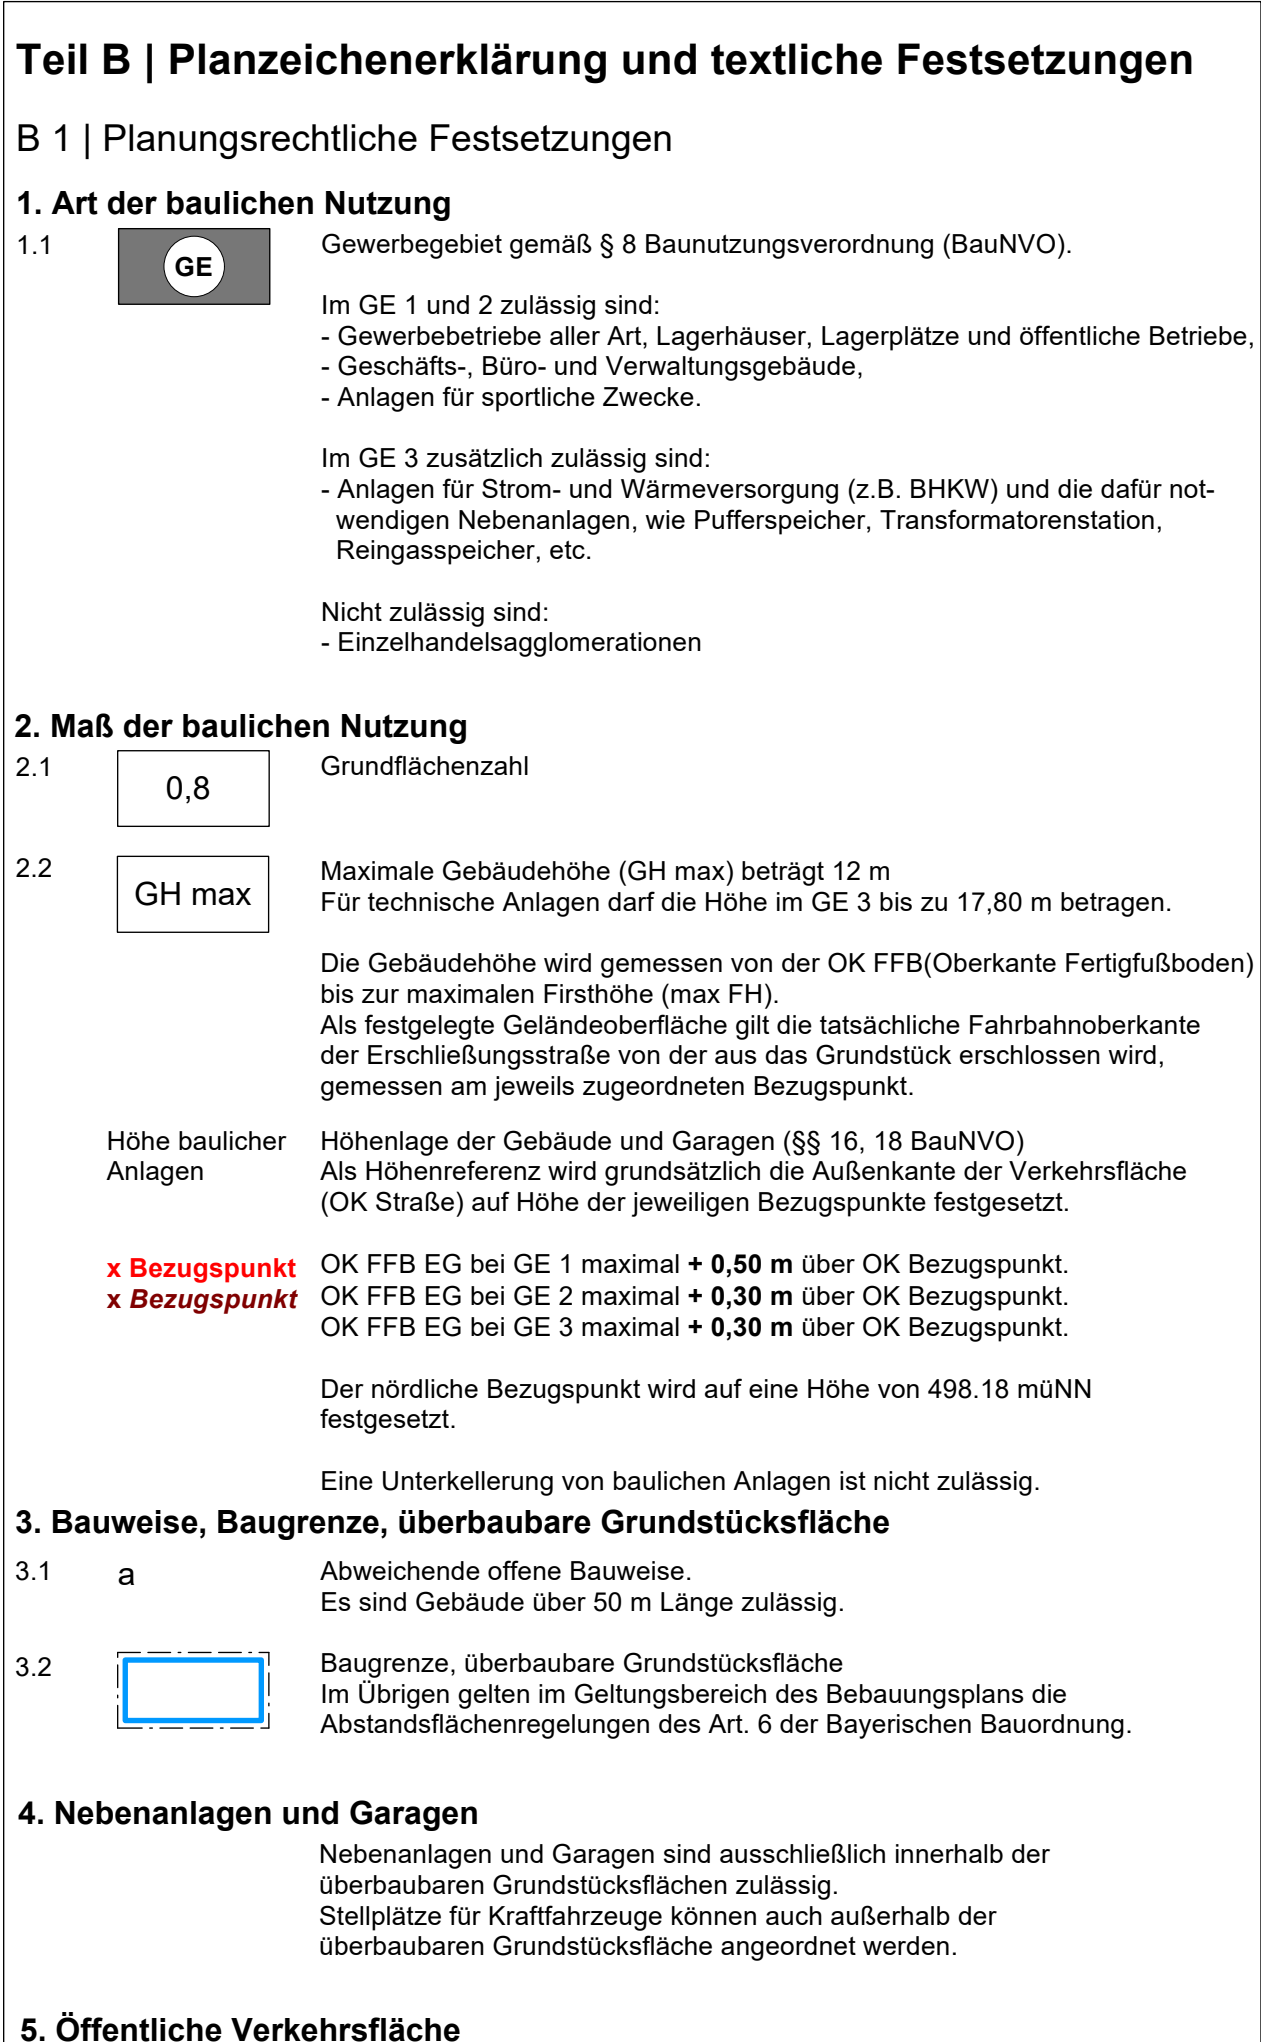 Teil B | Planzeichenerklärung und textliche Festsetzungen
B 1 | Planungsrechtliche Festsetzungen
1. Art der baulichen Nutzung
1.1 GE Gewerbegebiet gemäß § 8 Baunutzungsverordnung (BauNVO).
Im GE 1 und 2 zulässig sind:
- Gewerbebetriebe aller Art, Lagerhäuser, Lagerplätze und öffentliche Betriebe,
- Geschäfts-, Büro- und Verwaltungsgebäude,
- Anlagen für sportliche Zwecke.
Im GE 3 zusätzlich zulässig sind:
- Anlagen für Strom- und Wärmeversorgung (z.B. BHKW) und die dafür not-
wendigen Nebenanlagen, wie Pufferspeicher, Transformatorenstation,
Reingasspeicher, etc.
Nicht zulässig sind:
- Einzelhandelsagglomerationen
2. Maß der baulichen Nutzung
2.1 0,8 Grundflächenzahl
2.2 GH max Maximale Gebäudehöhe (GH max) beträgt 12 m
Für technische Anlagen darf die Höhe im GE 3 bis zu 17,80 m betragen.
Die Gebäudehöhe wird gemessen von der OK FFB(Oberkante Fertigfußboden)
bis zur maximalen Firsthöhe (max FH).
Als festgelegte Geländeoberfläche gilt die tatsächliche Fahrbahnoberkante
der Erschließungsstraße von der aus das Grundstück erschlossen wird,
gemessen am jeweils zugeordneten Bezugspunkt.
Höhe baulicher Höhenlage der Gebäude und Garagen (§§ 16, 18 BauNVO)
Anlagen Als Höhenreferenz wird grundsätzlich die Außenkante der Verkehrsfläche
(OK Straße) auf Höhe der jeweiligen Bezugspunkte festgesetzt.
x Bezugspunkt OK FFB EG bei GE 1 maximal + 0,50 m über OK Bezugspunkt.
x Bezugspunkt OK FFB EG bei GE 2 maximal + 0,30 m über OK Bezugspunkt.
OK FFB EG bei GE 3 maximal + 0,30 m über OK Bezugspunkt.
Der nördliche Bezugspunkt wird auf eine Höhe von 498.18 müNN
festgesetzt.
Eine Unterkellerung von baulichen Anlagen ist nicht zulässig.
3. Bauweise, Baugrenze, überbaubare Grundstücksfläche
3.1 a Abweichende offene Bauweise.
Es sind Gebäude über 50 m Länge zulässig.
3.2 Baugrenze, überbaubare Grundstücksfläche
Im Übrigen gelten im Geltungsbereich des Bebauungsplans die
Abstandsflächenregelungen des Art. 6 der Bayerischen Bauordnung.
4. Nebenanlagen und Garagen
Nebenanlagen und Garagen sind ausschließlich innerhalb der
überbaubaren Grundstücksflächen zulässig.
Stellplätze für Kraftfahrzeuge können auch außerhalb der
überbaubaren Grundstücksfläche angeordnet werden.
5. Öffentliche Verkehrsfläche